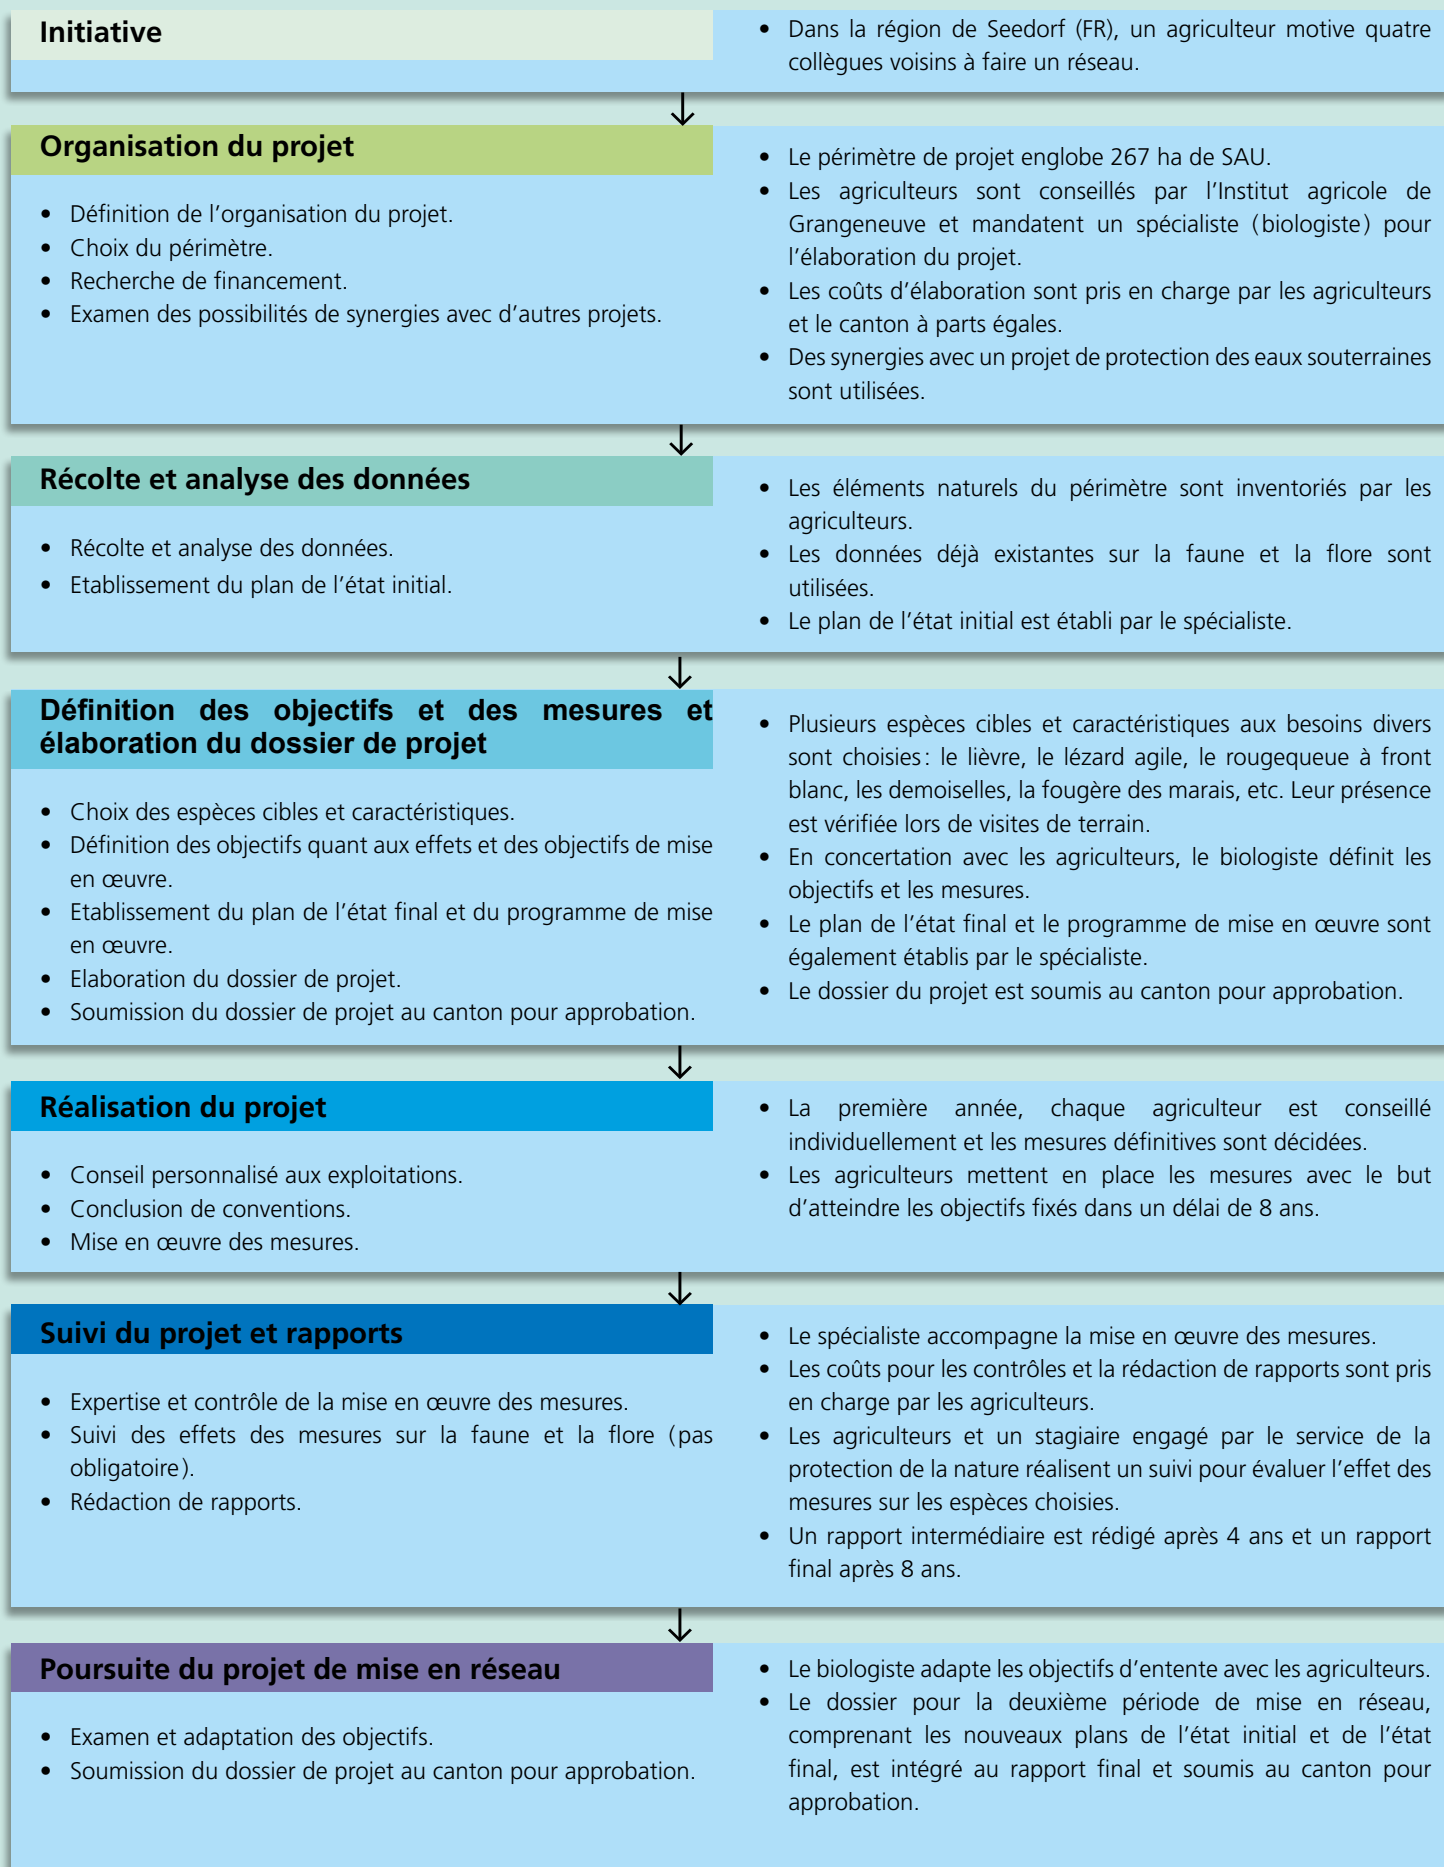 Initiative
• Dans la région de Seedorf (FR), un agriculteur motive quatre
collègues voisins à faire un réseau.
Organisation du projet
• Définition de l'organisation du projet.
• Choix du périmètre.
• Recherche de financement.
• Examen des possibilités de synergies avec d'autres projets.
• Le périmètre de projet englobe 267 ha de SAU.
• Les agriculteurs sont conseillés par l'Institut agricole de
Grangeneuve et mandatent un spécialiste (biologiste) pour
l'élaboration du projet.
• Les coûts d'élaboration sont pris en charge par les agriculteurs
et le canton à parts égales.
• Des synergies avec un projet de protection des eaux souterraines
sont utilisées.
Récolte et analyse des données
• Récolte et analyse des données.
• Etablissement du plan de l'état initial.
• Les éléments naturels du périmètre sont inventoriés par les
agriculteurs.
• Les données déjà existantes sur la faune et la flore sont
utilisées.
• Le plan de l'état initial est établi par le spécialiste.
Définition des objectifs et des mesures et
élaboration du dossier de projet
• Choix des espèces cibles et caractéristiques.
• Définition des objectifs quant aux effets et des objectifs de mise
en œuvre.
• Etablissement du plan de l'état final et du programme de mise
en œuvre.
• Elaboration du dossier de projet.
• Soumission du dossier de projet au canton pour approbation.
• Plusieurs espèces cibles et caractéristiques aux besoins divers
sont choisies : le lièvre, le lézard agile, le rougequeue à front
blanc, les demoiselles, la fougère des marais, etc. Leur présence
est vérifiée lors de visites de terrain.
• En concertation avec les agriculteurs, le biologiste définit les
objectifs et les mesures.
• Le plan de l'état final et le programme de mise en œuvre sont
également établis par le spécialiste.
• Le dossier du projet est soumis au canton pour approbation.
Réalisation du projet
• Conseil personnalisé aux exploitations.
• Conclusion de conventions.
• Mise en œuvre des mesures.
• La première année, chaque agriculteur est conseillé
individuellement et les mesures définitives sont décidées.
• Les agriculteurs mettent en place les mesures avec le but
d'atteindre les objectifs fixés dans un délai de 8 ans.
Suivi du projet et rapports
• Expertise et contrôle de la mise en œuvre des mesures.
• Suivi des effets des mesures sur la faune et la flore (pas
obligatoire).
• Rédaction de rapports.
• Le spécialiste accompagne la mise en œuvre des mesures.
• Les coûts pour les contrôles et la rédaction de rapports sont pris
en charge par les agriculteurs.
• Les agriculteurs et un stagiaire engagé par le service de la
protection de la nature réalisent un suivi pour évaluer l'effet des
mesures sur les espèces choisies.
• Un rapport intermédiaire est rédigé après 4 ans et un rapport
final après 8 ans.
Poursuite du projet de mise en réseau
• Examen et adaptation des objectifs.
• Soumission du dossier de projet au canton pour approbation.
• Le biologiste adapte les objectifs d'entente avec les agriculteurs.
• Le dossier pour la deuxième période de mise en réseau,
comprenant les nouveaux plans de l'état initial et de l'état
final, est intégré au rapport final et soumis au canton pour
approbation.